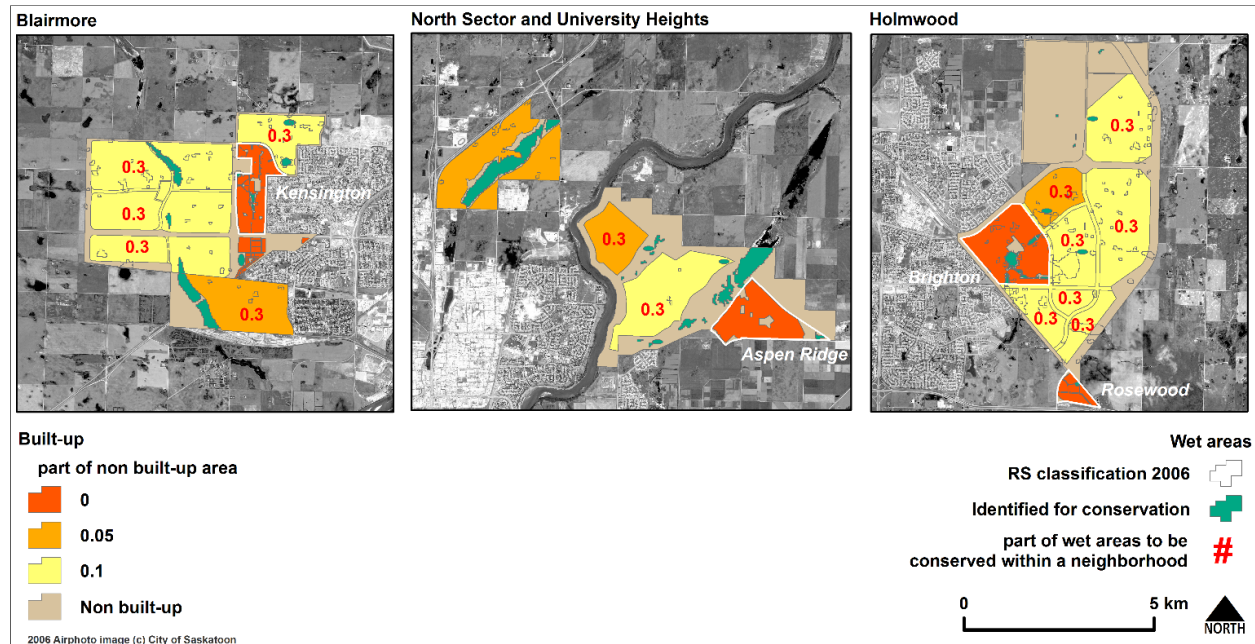 Blairmore
North Sector and University Heights
Holmwood
0.3
0.3
Kensington
0.3
0.3
0.3
0.3
0.3
Aspen Ridge
0.3
0.3
0.3
0.3
Brighton
0.3
0.3
0.3
Rosewood
Built-up
part of non built-up area
0
0.05
0.1
Non built-up
2006 Airphoto image (c) City of Saskatoon
Wet areas
RS classification 2006
Identified for conservation
part of wet areas to be
conserved within a neighborhood
#
0 5 km
NORTH